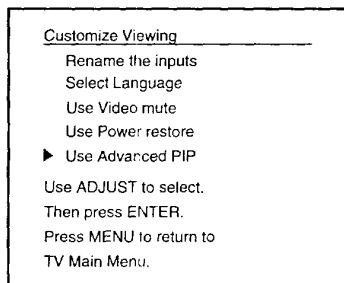 Customize Viewing
Rename the inputs
Select Language
Use Video mute
Use Power restore
▶ Use Advanced PIP
Use ADJUST to select.
Then press ENTER.
Press MENU to return to
TV Main Menu.